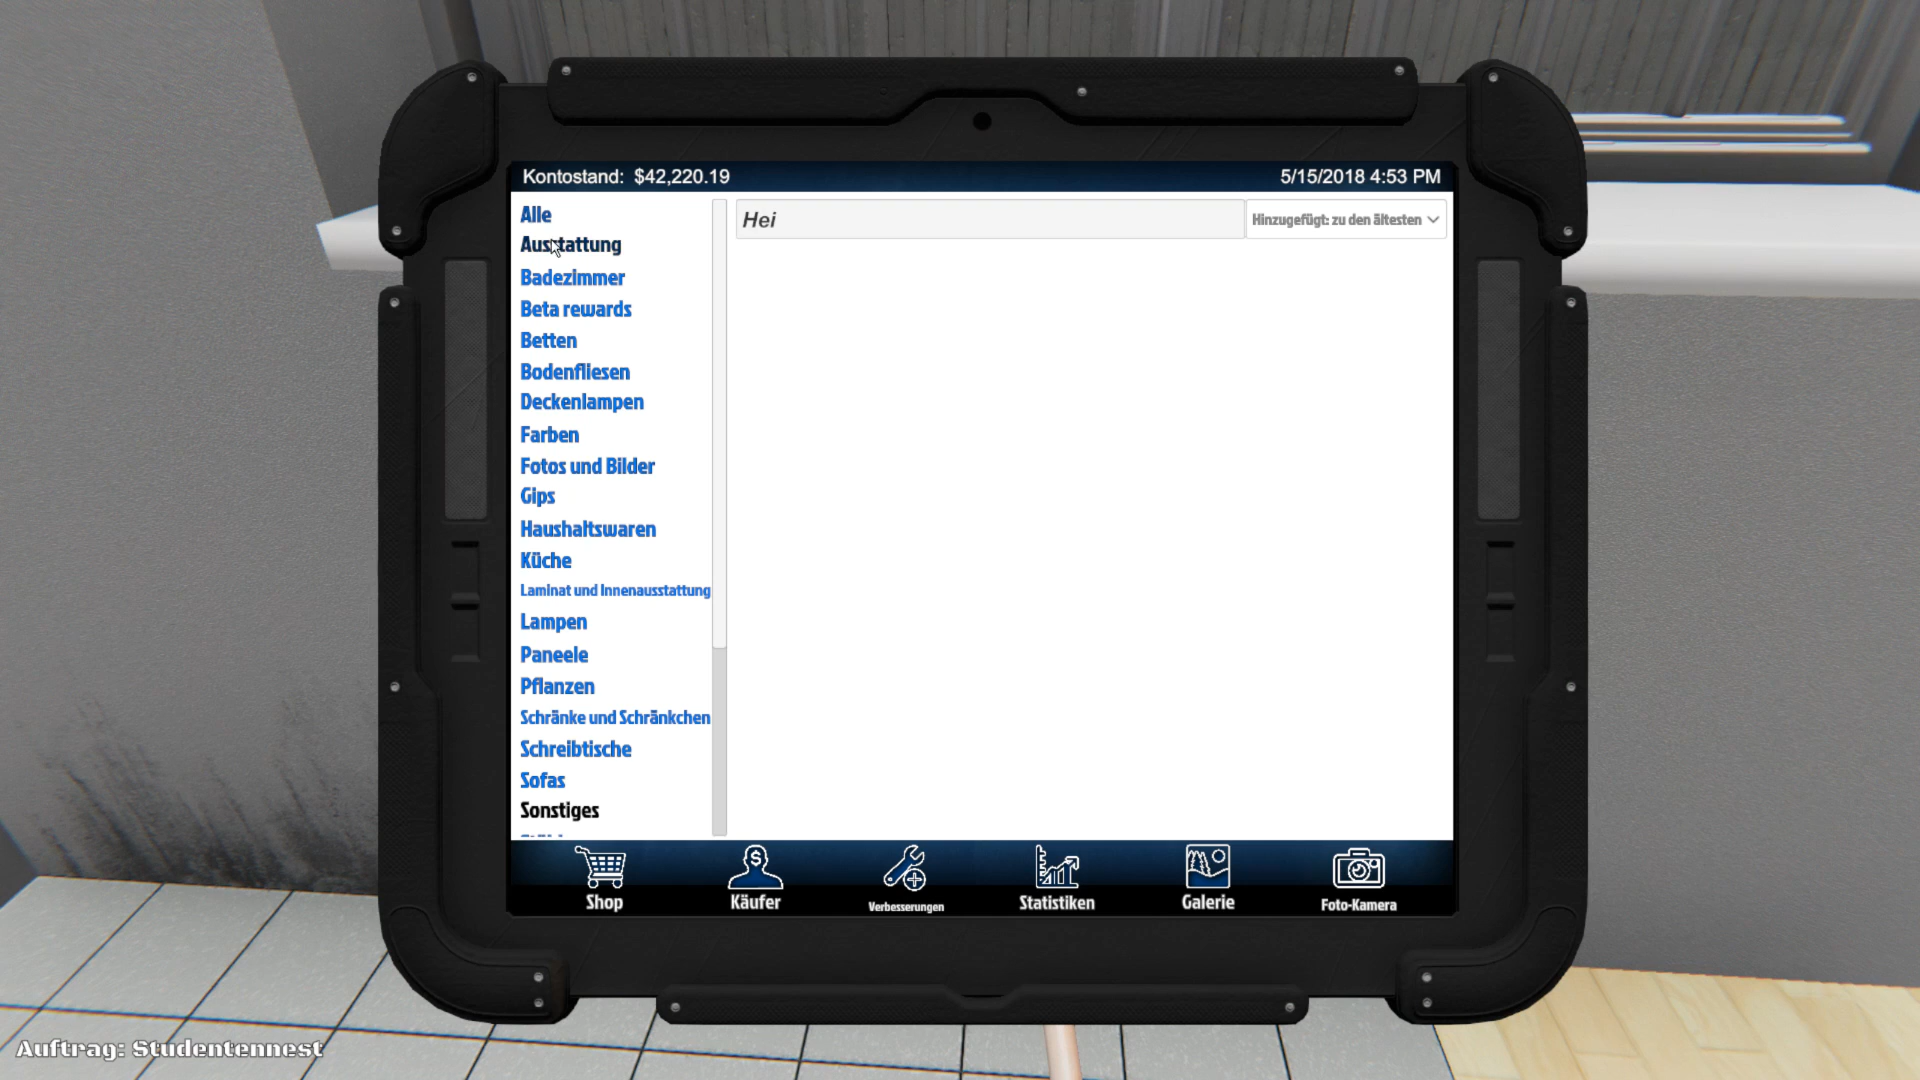 Kontostand: $42,220.19
5/15/2018 4:53 PM
Alle
Ausstattung
Badezimmer
Beta rewards
Betten
Bodenfliesen
Deckenlampen
Farben
Fotos und Bilder
Gips
Haushaltswaren
Küche
Laminat und Innenausstattung
Lampen
Paneele
Pflanzen
Schränke und Schränkchen
Schreibtische
Sofas
Sonstiges
Hei
Hinzugefügt: zu den ältesten
Shop
Käufer
Verbesserungen
Statistiken
Galerie
Foto-Kamera
Auftrag: Studentennest